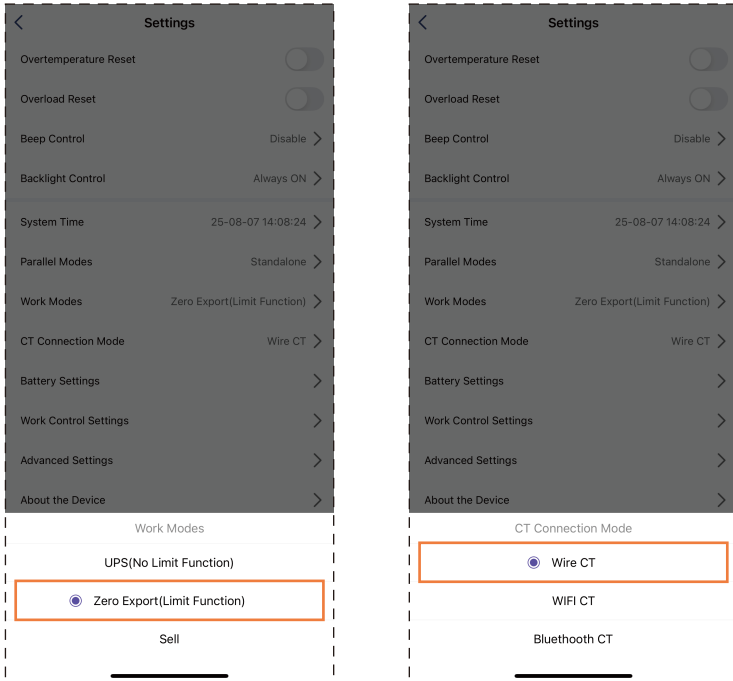 Settings
Overtemperature Reset
Overload Reset
Beep Control Disable
Backlight Control Always ON
System Time 25-08-07 14:08:24
Parallel Modes Standalone
Work Modes Zero Export(Limit Function)
CT Connection Mode Wire CT
Battery Settings
Work Control Settings
Advanced Settings
About the Device
Work Modes
UPS(No Limit Function)
Zero Export(Limit Function)
Sell
Settings
Overtemperature Reset
Overload Reset
Beep Control Disable
Backlight Control Always ON
System Time 25-08-07 14:08:24
Parallel Modes Standalone
Work Modes Zero Export(Limit Function)
CT Connection Mode Wire CT
Battery Settings
Work Control Settings
Advanced Settings
About the Device
CT Connection Mode
Wire CT
WIFI CT
Bluethooth CT